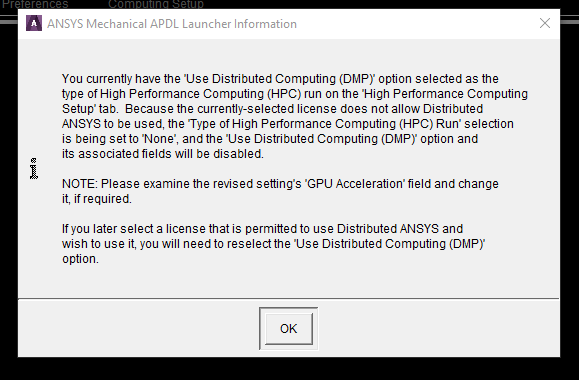 Preferences Computing Setup
ANSYS Mechanical APDL Launcher Information
You currently have the 'Use Distributed Computing (DMP)' option selected as the
type of High Performance Computing (HPC) run on the 'High Performance Computing
Setup' tab. Because the currently-selected license does not allow Distributed
ANSYS to be used, the 'Type of High Performance Computing (HPC) Run' selection
is being set to 'None', and the 'Use Distributed Computing (DMP)' option and
its associated fields will be disabled.
NOTE: Please examine the revised setting's 'GPU Acceleration' field and change
it, if required.
If you later select a license that is permitted to use Distributed ANSYS and
wish to use it, you will need to reselect the 'Use Distributed Computing (DMP)'
option.
OK